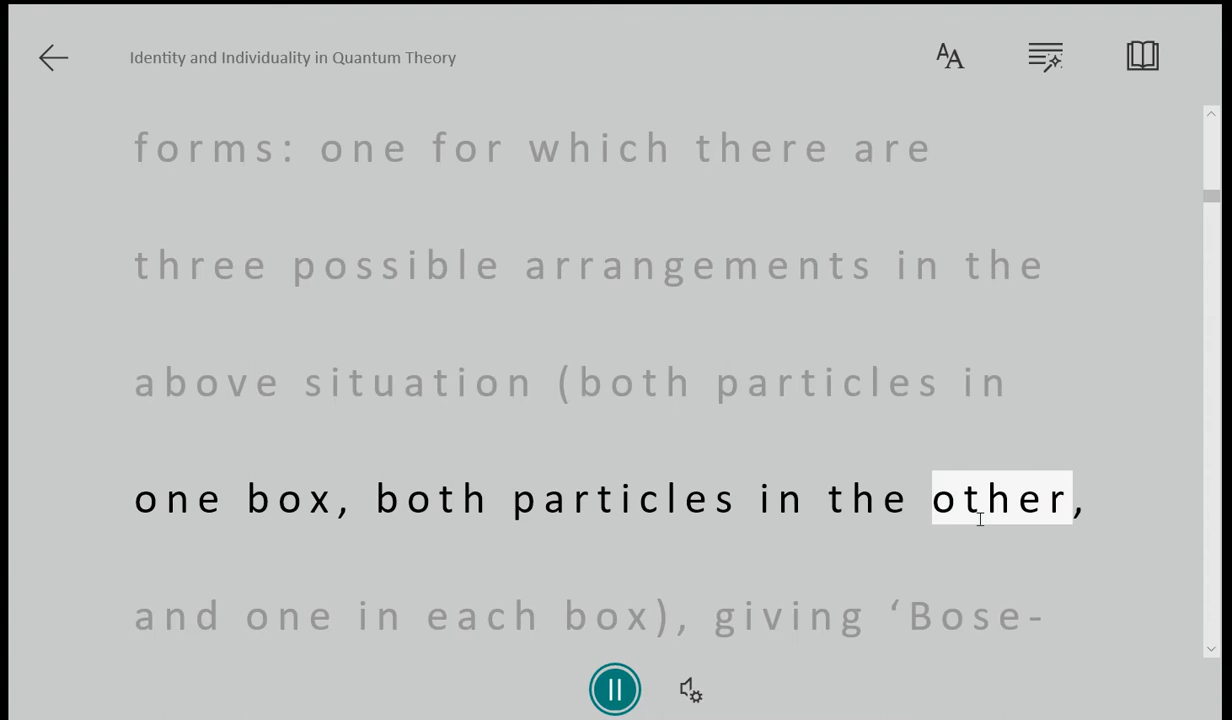 Identity and Individuality in Quantum Theory
forms: one for which there are
three possible arrangements in the
above situation (both particles in
one box, both particles in the other,
and one in each box), giving ‘Bose-